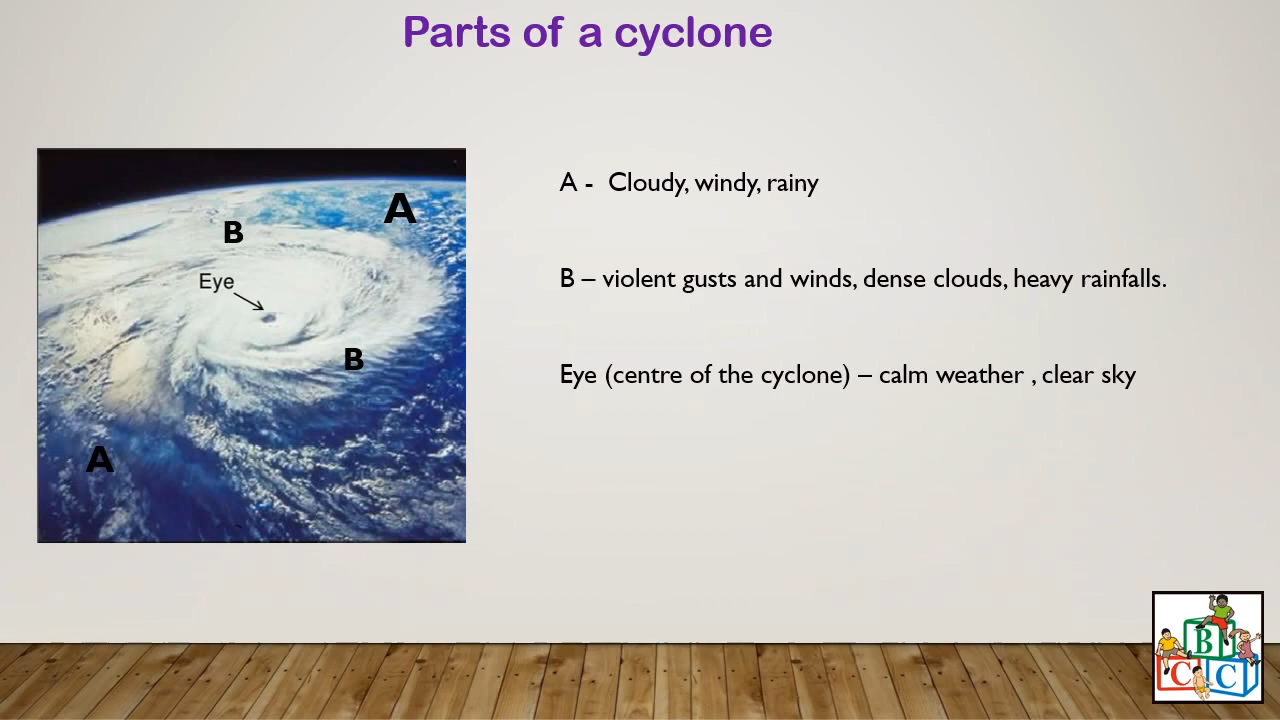 Parts of a cyclone
A
B
Eye
B
A
A - Cloudy, windy, rainy
B – violent gusts and winds, dense clouds, heavy rainfalls.
Eye (centre of the cyclone) – calm weather , clear sky
B
C C